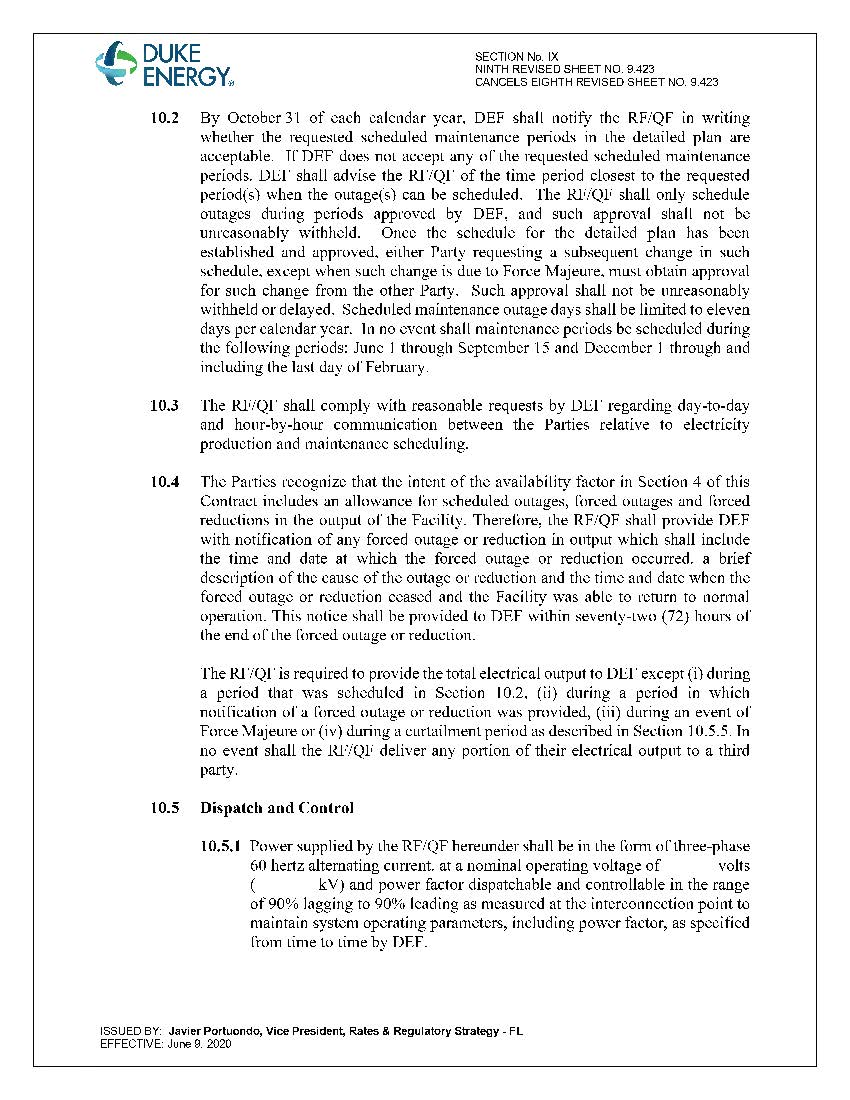 DUKE
ENERGY®
SECTION No. IX
NINTH REVISED SHEET NO. 9.423
CANCELS EIGHTH REVISED SHEET NO. 9.423
10.2 By October 31 of each calendar year, DEF shall notify the RF/QF in writing
whether the requested scheduled maintenance periods in the detailed plan are
acceptable. If DEF does not accept any of the requested scheduled maintenance
periods, DEF shall advise the RF/QF of the time period closest to the requested
period(s) when the outage(s) can be scheduled. The RF/QF shall only schedule
outages during periods approved by DEF, and such approval shall not be
unreasonably withheld. Once the schedule for the detailed plan has been
established and approved, either Party requesting a subsequent change in such
schedule, except when such change is due to Force Majeure, must obtain approval
for such change from the other Party. Such approval shall not be unreasonably
withheld or delayed. Scheduled maintenance outage days shall be limited to eleven
days per calendar year. In no event shall maintenance periods be scheduled during
the following periods: June 1 through September 15 and December 1 through and
including the last day of February.
10.3 The RF/QF shall comply with reasonable requests by DEF regarding day-to-day
and hour-by-hour communication between the Parties relative to electricity
production and maintenance scheduling.
10.4 The Parties recognize that the intent of the availability factor in Section 4 of this
Contract includes an allowance for scheduled outages, forced outages and forced
reductions in the output of the Facility. Therefore, the RF/QF shall provide DEF
with notification of any forced outage or reduction in output which shall include
the time and date at which the forced outage or reduction occurred, a brief
description of the cause of the outage or reduction and the time and date when the
forced outage or reduction ceased and the Facility was able to return to normal
operation. This notice shall be provided to DEF within seventy-two (72) hours of
the end of the forced outage or reduction.
The RF/QF is required to provide the total electrical output to DEF except (i) during
a period that was scheduled in Section 10.2, (ii) during a period in which
notification of a forced outage or reduction was provided, (iii) during an event of
Force Majeure or (iv) during a curtailment period as described in Section 10.5.5. In
no event shall the RF/QF deliver any portion of their electrical output to a third
party.
10.5 Dispatch and Control
10.5.1 Power supplied by the RF/QF hereunder shall be in the form of three-phase
60 hertz alternating current, at a nominal operating voltage of volts
( kV) and power factor dispatchable and controllable in the range
of 90% lagging to 90% leading as measured at the interconnection point to
maintain system operating parameters, including power factor, as specified
from time to time by DEF.
ISSUED BY: Javier Portuondo, Vice President, Rates & Regulatory Strategy - FL
EFFECTIVE: June 9, 2020